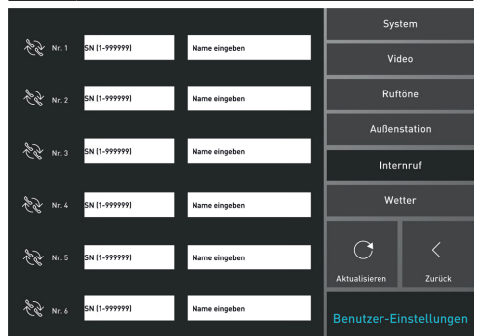 Nr. 1 SN (1-999999) Name eingeben
Nr. 2 SN (1-999999) Name eingeben
Nr. 3 SN (1-999999) Name eingeben
Nr. 4 SN (1-999999) Name eingeben
Nr. 5 SN (1-999999) Name eingeben
Nr. 6 SN (1-999999) Name eingeben
System
Video
Ruftöne
Außenstation
Internruf
Wetter
Aktualisieren Zurück
Benutzer-Einstellungen